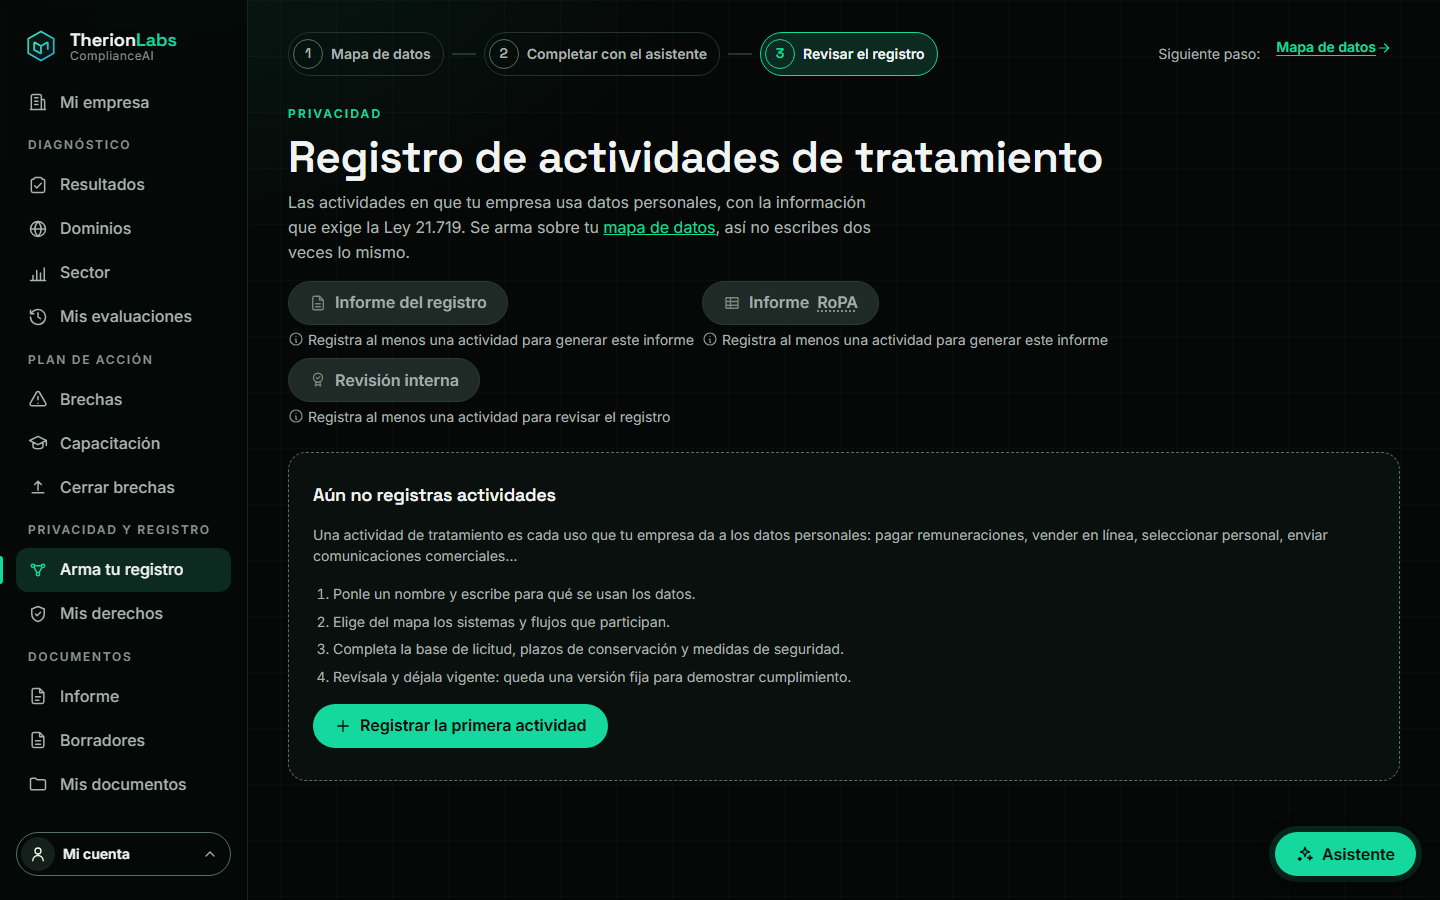 TherionLabs
ComplianceAI
Mi empresa
DIAGNÓSTICO
Resultados
Dominios
Sector
Mis evaluaciones
PLAN DE ACCIÓN
Brechas
Capacitación
Cerrar brechas
PRIVACIDAD Y REGISTRO
Arma tu registro
Mis derechos
DOCUMENTOS
Informe
Borradores
Mis documentos
Mi cuenta
1 Mapa de datos
2 Completar con el asistente
3 Revisar el registro
Siguiente paso: Mapa de datos →
PRIVACIDAD
Registro de actividades de tratamiento
Las actividades en que tu empresa usa datos personales, con la información
que exige la Ley 21.719. Se arma sobre tu mapa de datos, así no escribes dos
veces lo mismo.
Informe del registro
Registra al menos una actividad para generar este informe
Informe RoPA
Registra al menos una actividad para generar este informe
Revisión interna
Registra al menos una actividad para revisar el registro
Aún no registras actividades
Una actividad de tratamiento es cada uso que tu empresa da a los datos personales: pagar remuneraciones, vender en línea, seleccionar personal, enviar
comunicaciones comerciales…
1. Ponle un nombre y escribe para qué se usan los datos.
2. Elige del mapa los sistemas y flujos que participan.
3. Completa la base de licitud, plazos de conservación y medidas de seguridad.
4. Revísala y déjala vigente: queda una versión fija para demostrar cumplimiento.
+ Registrar la primera actividad
Asistente